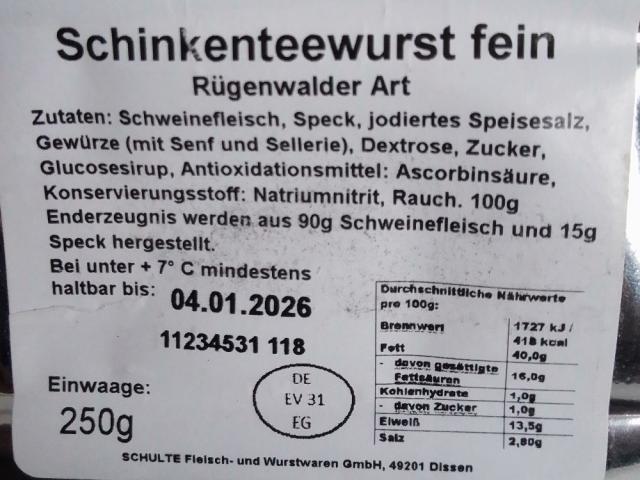 Schinkenteewurst fein
Rügenwalder Art
Zutaten: Schweinefleisch, Speck, jodiertes Speisesalz,
Gewürze (mit Senf und Sellerie), Dextrose, Zucker,
Glucosesirup, Antioxidationsmittel: Ascorbinsäure,
Konservierungsstoff: Natriumnitrit, Rauch. 100g
Enderzeugnis werden aus 90g Schweinefleisch und 15g
Speck hergestellt.
Bei unter + 7° C mindestens
haltbar bis: 04.01.2026
11234531 118
Einwaage:
250g
DE
EV 31
EG
Durchschnittliche Nährwerte
pro 100g:
Brennwert 1727 kJ /
418 kcal
Fett 40,0g
- davon gesättigte
Fettsäuren 16,0g
Kohlenhydrate 1,0g
- davon Zucker 1,0g
Eiweiß 13,5g
Salz 2,80g
SCHULTE Fleisch- und Wurstwaren GmbH, 49201 Dissen